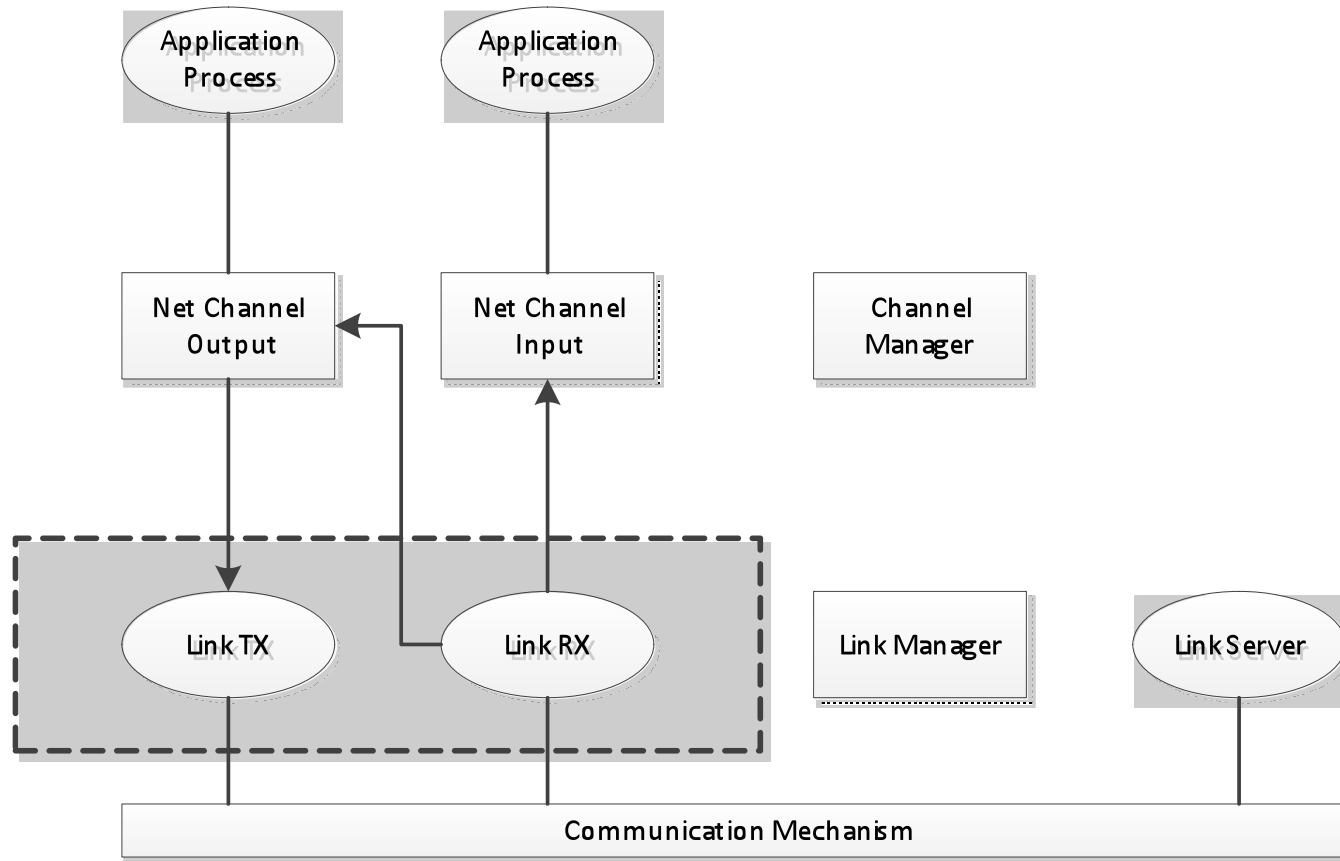 Application
Process
Application
Process
Net Channel
Output
Net Channel
Input
Channel
Manager
Link TX
Link RX
Link Manager
Link Server
Communication Mechanism